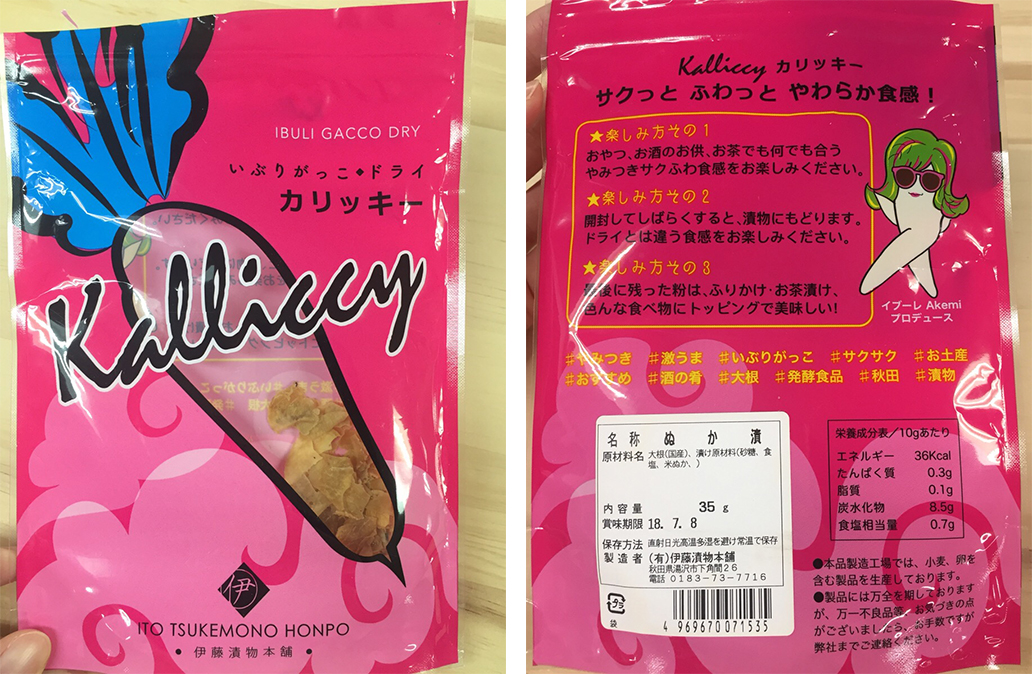 IBULI GACCO DRY
いぶりがっこ◆ドライ
カリッキー
Kalliccy
伊
ITO TSUKEMONO HONPO
• 伊藤漬物本舗 •
Kalliccy カリッキー
サクっと ふわっと やわらか食感!
★楽しみ方その1
おやつ、お酒のお供、お茶でも何でも合う
やみつきサクふわ食感をお楽しみください。
★楽しみ方その2
開封してしばらくすると、漬物にもどります。
ドライとは違う食感をお楽しみください。
★楽しみ方その3
最後に残った粉は、ふりかけ・お茶漬け、
色んな食べ物にトッピングで美味しい!
イブーレ Akemi
プロデュース
#やみつき #激うま #いぶりがっこ #サクサク #お土産
#おすすめ #酒の肴 #大根 #発酵食品 #秋田 #漬物
名称 ぬか漬
原材料名 大根(国産)、漬け原材料(砂糖、食
塩、米ぬか、)
内容量 35g
賞味期限 18.7.8
保存方法 直射日光高温多湿を避け常温で保存
製造者 (有)伊藤漬物本舗
秋田県湯沢市下角間26
電話 0183-73-7716
プラ
袋
4 969670071535
栄養成分表/10gあたり
エネルギー 36Kcal
たんぱく質 0.3g
脂質 0.1g
炭水化物 8.5g
食塩相当量 0.7g
●本品製造工場では、小麦、卵を
含む製品を生産しております。
●製品には万全を期しております
が、万一不良品等、お気づきの点
がございましたら、お手数ですが
弊社までご連絡ください。